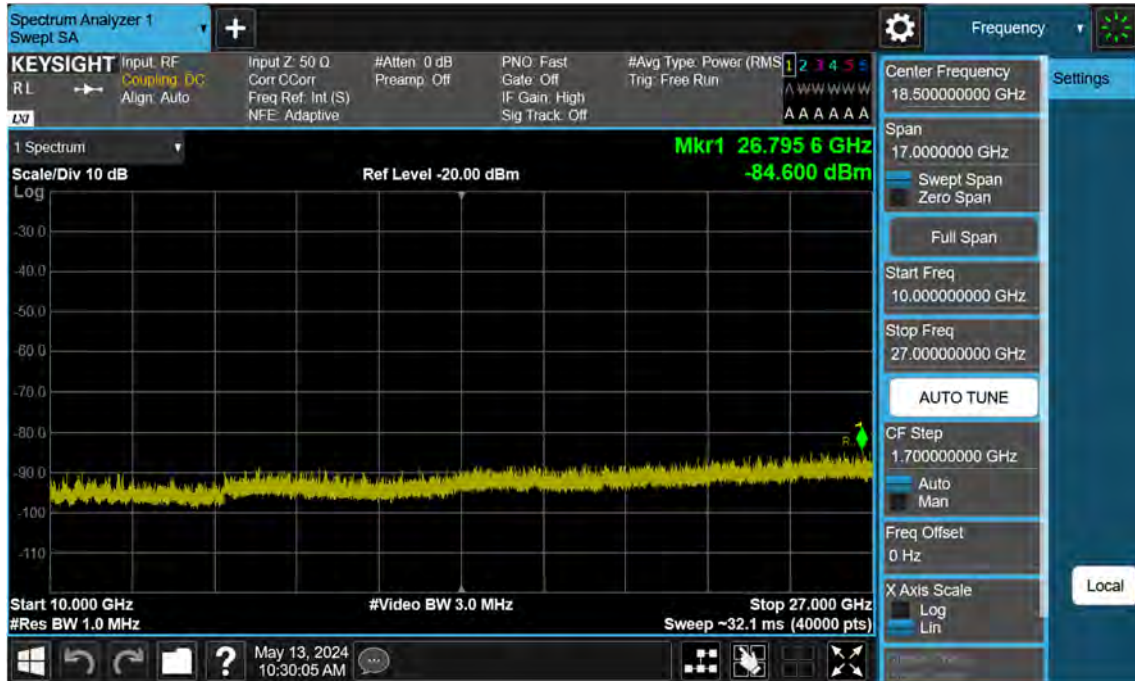 Spectrum Analyzer 1
Swept SA
Frequency
KEYSIGHT
Input: RF
Input Z: 50 Ω
#Atten: 0 dB
PNO: Fast
#Avg Type: Power (RMS
1 2 3 4 5 6
RL
Coupling: DC
Corr CCorr
Preamp: Off
Gate: Off
Trig: Free Run
Align: Auto
Freq Ref: Int (S)
IF Gain: High
A W W W W W
LXI
NFE: Adaptive
Sig Track: Off
A A A A A A
1 Spectrum
Mkr1 26.795 6 GHz
Scale/Div 10 dB
Ref Level -20.00 dBm
-84.600 dBm
Log
-30.0
-40.0
-50.0
-60.0
-70.0
-80.0
-90.0
-100
-110
1
R..
Start 10.000 GHz
#Video BW 3.0 MHz
Stop 27.000 GHz
#Res BW 1.0 MHz
Sweep ~32.1 ms (40000 pts)
Center Frequency
18.500000000 GHz
Settings
Span
17.0000000 GHz
Swept Span
Zero Span
Full Span
Start Freq
10.000000000 GHz
Stop Freq
27.000000000 GHz
AUTO TUNE
CF Step
1.700000000 GHz
Auto
Man
Freq Offset
0 Hz
X Axis Scale
Log
Lin
Local
?
May 13, 2024
10:30:05 AM